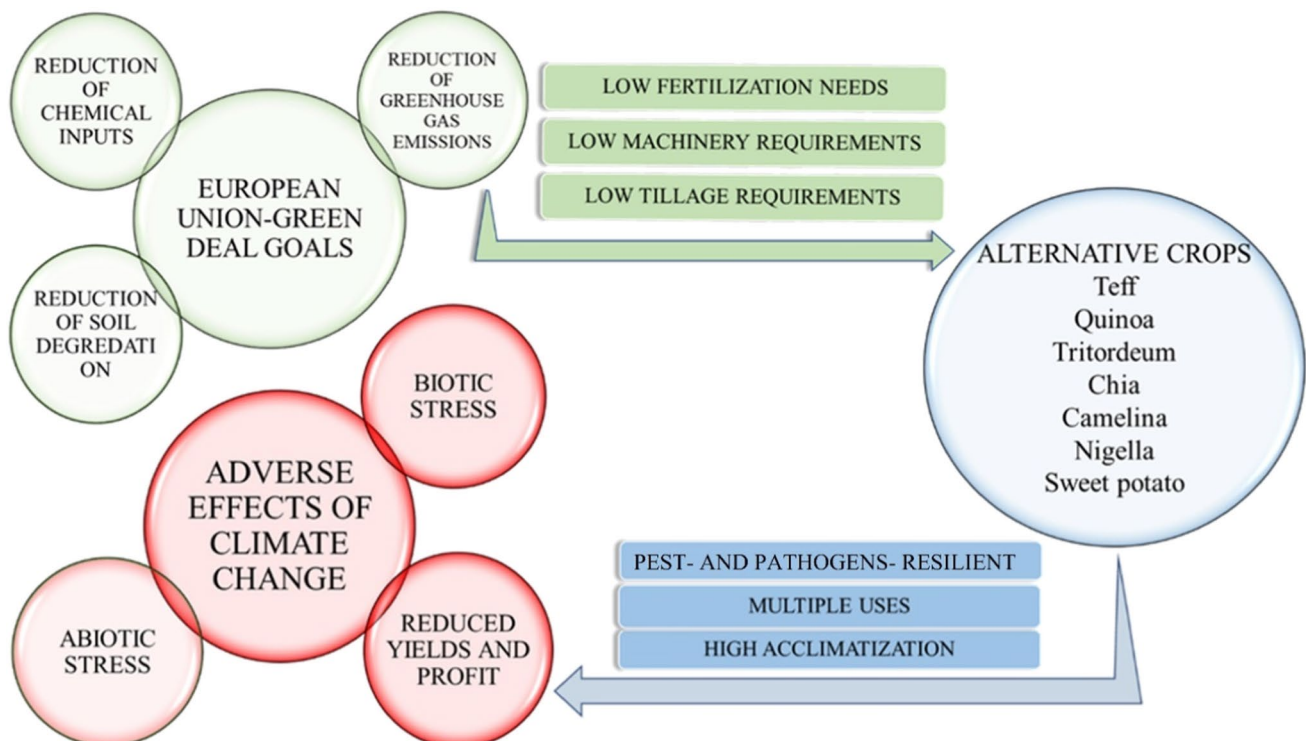 REDUCTION
OF
CHEMICAL
INPUTS
REDUCTION
OF
GREENHOUSE
GAS
EMISSIONS
EUROPEAN
UNION-GREEN
DEAL GOALS
REDUCTION
OF SOIL
DEGREDATI
ON
LOW FERTILIZATION NEEDS
LOW MACHINERY REQUIREMENTS
LOW TILLAGE REQUIREMENTS
ALTERNATIVE CROPS
Teff
Quinoa
Tritordeum
Chia
Camelina
Nigella
Sweet potato
BIOTIC
STRESS
ADVERSE
EFFECTS OF
CLIMATE
CHANGE
ABIOTIC
STRESS
REDUCED
YIELDS AND
PROFIT
PEST- AND PATHOGENS- RESILIENT
MULTIPLE USES
HIGH ACCLIMATIZATION